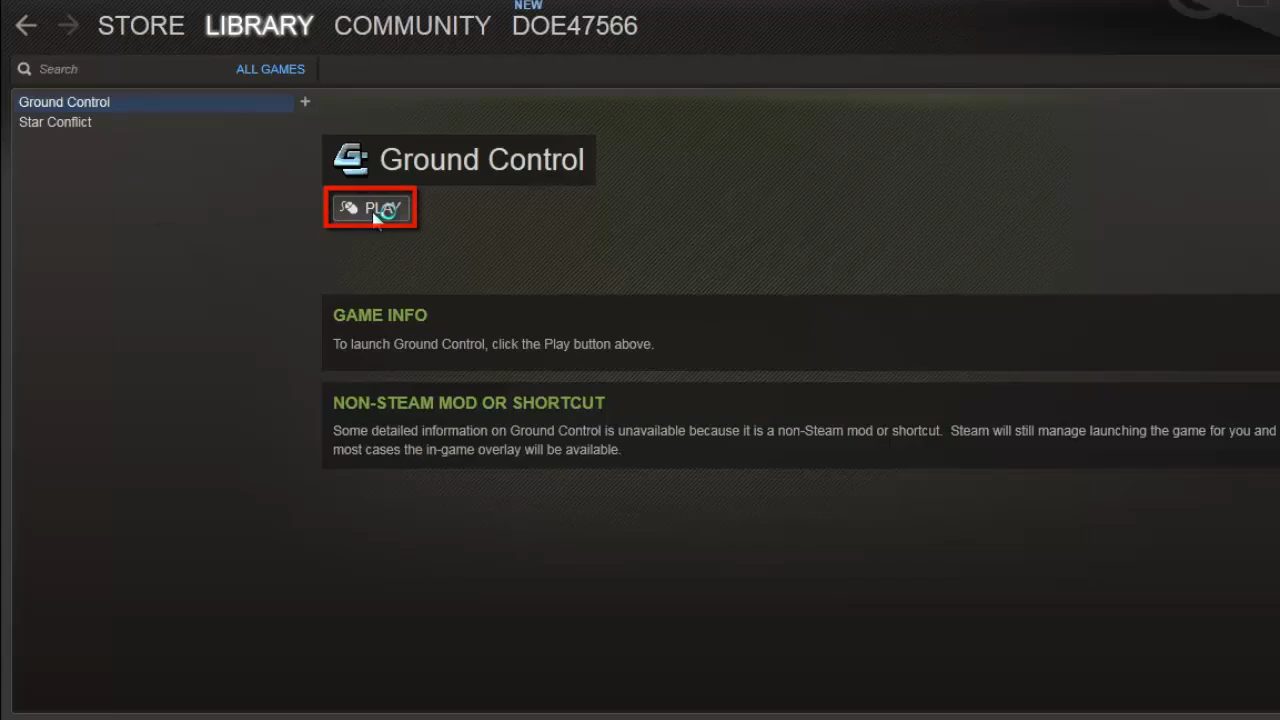 NEW
STORE LIBRARY COMMUNITY DOE47566
Search ALL GAMES
Ground Control +
Star Conflict
Ground Control
PLAY
GAME INFO
To launch Ground Control, click the Play button above.
NON-STEAM MOD OR SHORTCUT
Some detailed information on Ground Control is unavailable because it is a non-Steam mod or shortcut. Steam will still manage launching the game for you and
most cases the in-game overlay will be available.